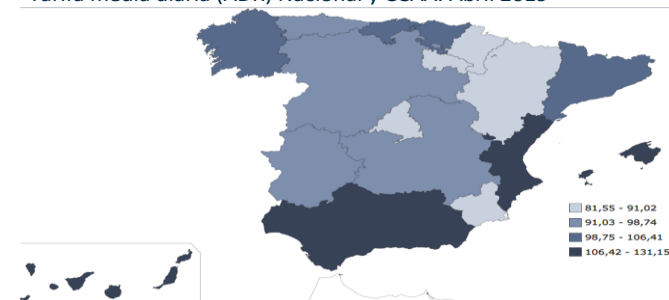 Tarifa media diaria (ADR) Nacional y CCAA. Abril
81,55 - 91,02
91,03 - 98,74
98,75 - 106,41
106,42 - 131,15